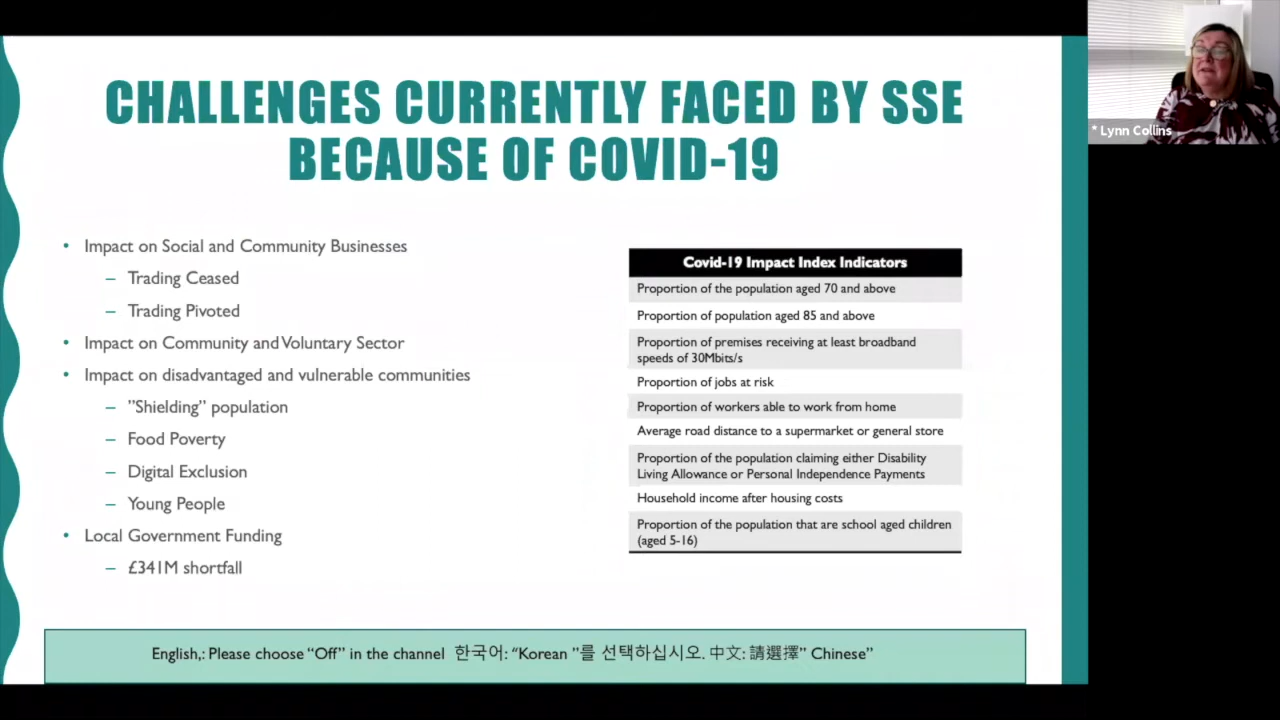 CHALLENGES CURRENTLY FACED BY SSE
BECAUSE OF COVID-19
• Impact on Social and Community Businesses
– Trading Ceased
– Trading Pivoted
• Impact on Community and Voluntary Sector
• Impact on disadvantaged and vulnerable communities
– ”Shielding” population
– Food Poverty
– Digital Exclusion
– Young People
• Local Government Funding
– £341M shortfall
Covid-19 Impact Index Indicators
Proportion of the population aged 70 and above
Proportion of population aged 85 and above
Proportion of premises receiving at least broadband
speeds of 30Mbits/s
Proportion of jobs at risk
Proportion of workers able to work from home
Average road distance to a supermarket or general store
Proportion of the population claiming either Disability
Living Allowance or Personal Independence Payments
Household income after housing costs
Proportion of the population that are school aged children
(aged 5-16)
English,: Please choose “Off” in the channel 한국어: “Korean ”를 선택하십시오. 中文: 請選擇” Chinese”
* Lynn Collins